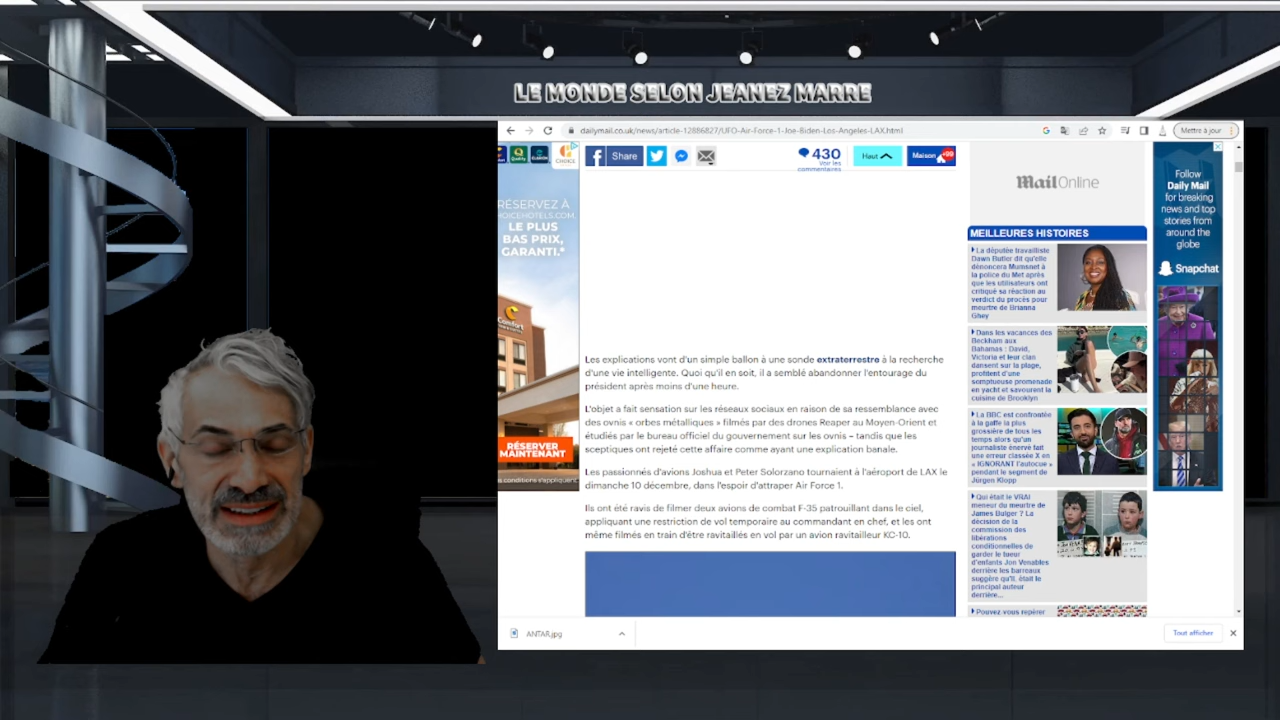 LE MONDE SELON JEANEZ MARRE
dailymail.co.uk/news/article-12886827/UFO-Air-Force-1-Joe-Biden-Los-Angeles-LAX.html
Mettre à jour
Quality
CHOICE
Share
430
Voir les
commentaires
Haut
Maison
+99
RÉSERVEZ À
LE PLUS
BAS PRIX,
GARANTI.*
Comfort
RÉSERVER
MAINTENANT
Les explications vont d'un simple ballon à une sonde extraterrestre à la recherche
d'une vie intelligente. Quoi qu'il en soit, il a semblé abandonner l'entourage du
président après moins d'une heure.
L'objet a fait sensation sur les réseaux sociaux en raison de sa ressemblance avec
des ovnis « orbes métalliques » filmés par des drones Reaper au Moyen-Orient et
étudiés par le bureau officiel du gouvernement sur les ovnis – tandis que les
sceptiques ont rejeté cette affaire comme ayant une explication banale.
Les passionnés d'avions Joshua et Peter Solorzano tournaient à l'aéroport de LAX le
dimanche 10 décembre, dans l'espoir d'attraper Air Force 1.
Ils ont été ravis de filmer deux avions de combat F-35 patrouillant dans le ciel,
appliquant une restriction de vol temporaire au commandant en chef, et les ont
même filmés en train d'être ravitaillés en vol par un avion ravitailleur KC-10.
MailOnline
MEILLEURES HISTOIRES
La députée travailliste
Dawn Butler dit qu'elle
dénoncera Mumsnet à
la police du Met après
que les utilisateurs ont
critiqué sa réaction au
verdict du procès pour
meurtre de Brianna
Ghey
Dans les vacances des
Beckham aux
Bahamas : David,
Victoria et leur clan
dansent sur la plage,
profitent d'une
somptueuse promenade
en yacht et savourent la
cuisine de Brooklyn
La BBC est confrontée
à la gaffe la plus
grossière de tous les
temps alors qu'un
journaliste énervé fait
une erreur classée X en
« IGNORANT l'autocue »
pendant le segment de
Jürgen Klopp
Qui était le VRAI
meneur du meurtre de
James Bulger ? La
décision de la
commission des
libérations
conditionnelles de
garder le tueur
d'enfants Jon Venables
derrière les barreaux
suggère qu'IL était le
principal auteur
derrière...
Pouvez vous repérer
Follow
Daily Mail
for breaking
news and top
stories from
around the
globe
Snapchat
ANTAR.jpg
Tout afficher